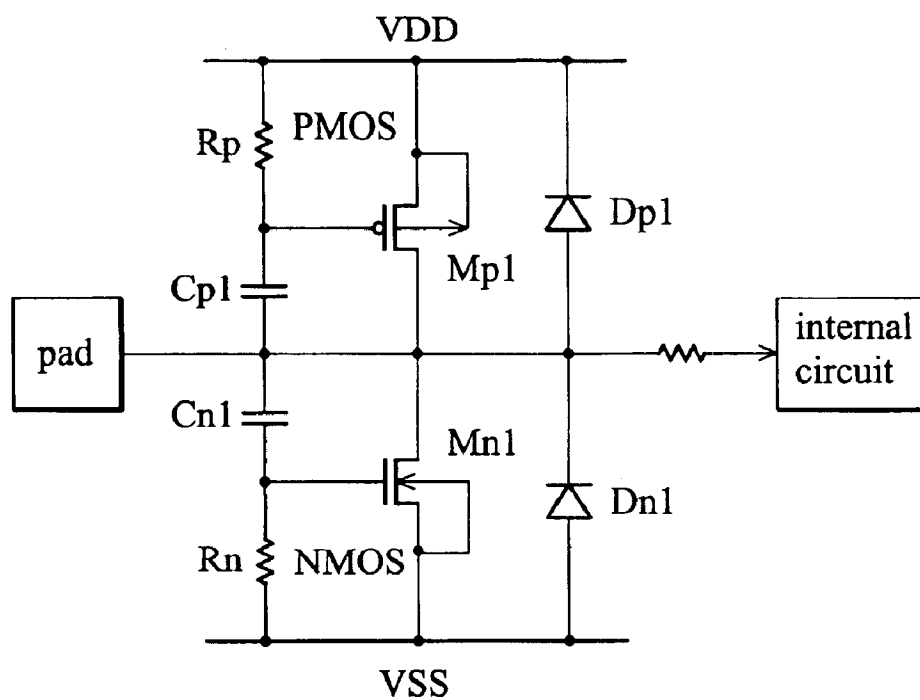 VDD
Rp
PMOS
Dp1
Mp1
Cp1
pad
internal
circuit
Cn1
Mn1
Dn1
Rn
NMOS
VSS